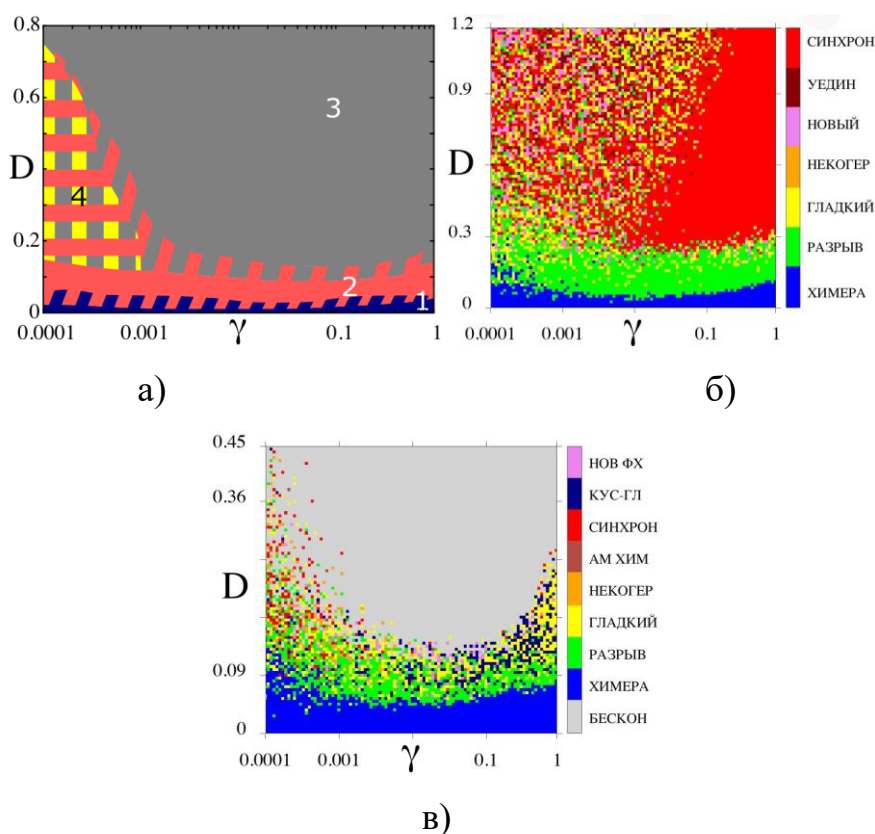 0.8
0.6
D
0.4
0.2
0
0.0001
0.001
γ
0.1
1
3
4
2
1
а)
1.2
0.9
D
0.3
0
0.0001
0.001
γ
0.1
1
СИНХРОН
УЕДИН
НОВЫЙ
НЕКОГЕР
ГЛАДКИЙ
РАЗРЫВ
ХИМЕРА
б)
0.45
0.36
D
0.09
0
0.0001
0.001
γ
0.1
1
НОВ ФХ
КУС-ГЛ
СИНХРОН
АМ ХИМ
НЕКОГЕР
ГЛАДКИЙ
РАЗРЫВ
ХИМЕРА
БЕСКОН
в)